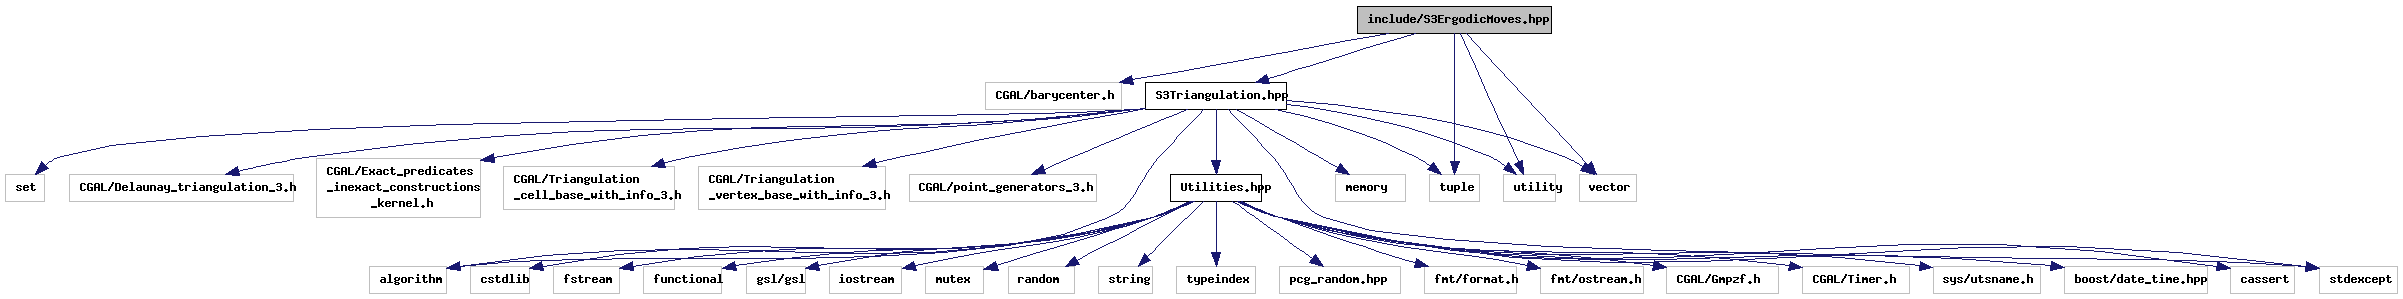 include/S3ErgodicMoves.hpp
CGAL/barycenter.h
S3Triangulation.hpp
set
CGAL/Delaunay_triangulation_3.h
CGAL/Exact_predicates
_inexact_constructions
_kernel.h
CGAL/Triangulation
_cell_base_with_info_3.h
CGAL/Triangulation
_vertex_base_with_info_3.h
CGAL/point_generators_3.h
Utilities.hpp
memory
tuple
utility
vector
algorithm
cstdlib
fstream
functional
gsl/gsl
iostream
mutex
random
string
typeindex
pcg_random.hpp
fmt/format.h
fmt/ostream.h
CGAL/Gmpzf.h
CGAL/Timer.h
sys/utsname.h
boost/date_time.hpp
cassert
stdexcept